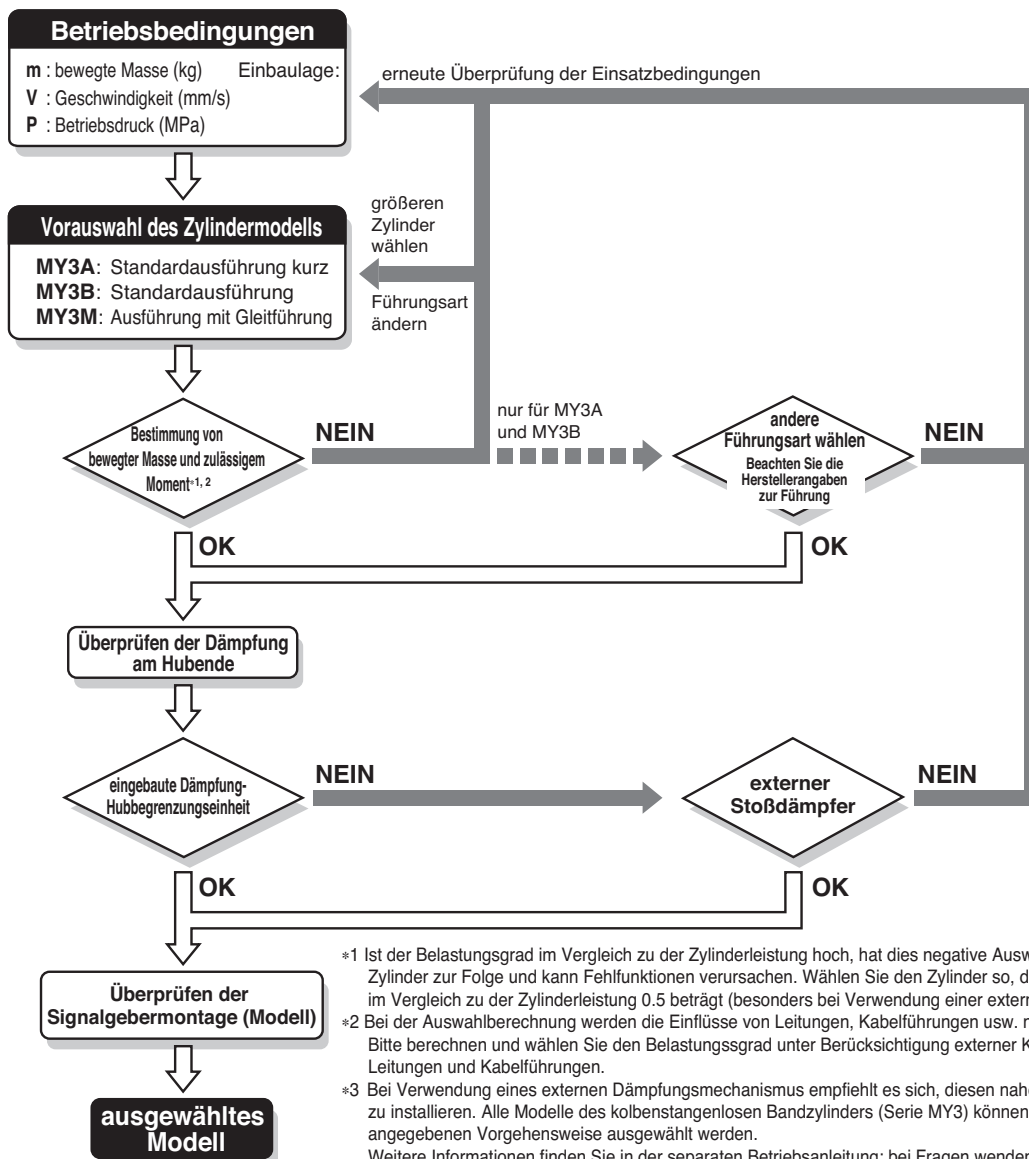 Betriebsbedingungen
m : bewegte Masse (kg) Einbaulage:
V : Geschwindigkeit (mm/s)
P : Betriebsdruck (MPa)
erneute Überprüfung der Einsatzbedingungen
größeren
Zylinder
wählen
Vorauswahl des Zylindermodells
MY3A: Standardausführung kurz
MY3B: Standardausführung
MY3M: Ausführung mit Gleitführung
Führungsart
ändern
Bestimmung von
bewegter Masse und zulässigem
Moment*1, 2
NEIN
nur für MY3A
und MY3B
andere
Führungsart wählen
Beachten Sie die
Herstellerangaben
zur Führung
NEIN
OK
OK
Überprüfen der Dämpfung
am Hubende
eingebaute Dämpfung-
Hubbegrenzungseinheit
NEIN
externer
Stoßdämpfer
NEIN
OK
OK
Überprüfen der
Signalgebermontage (Modell)
ausgewähltes
Modell
*1 Ist der Belastungsgrad im Vergleich zu der Zylinderleistung hoch, hat dies negative
Zylinder zur Folge und kann Fehlfunktionen verursachen. Wählen Sie den Zylinder so,
im Vergleich zu der Zylinderleistung 0.5 beträgt (besonders bei Verwendung einer
*2 Bei der Auswahlberechnung werden die Einflüsse von Leitungen, Kabelführungen usw.
Bitte berechnen und wählen Sie den Belastungssgrad unter Berücksichtigung externer
Leitungen und Kabelführungen.
*3 Bei Verwendung eines externen Dämpfungsmechanismus empfiehlt es sich, diesen
zu installieren. Alle Modelle des kolbenstangenlosen Bandzylinders (Serie MY3) können
angegebenen Vorgehensweise ausgewählt werden.
Weitere Informationen finden Sie in der separaten Betriebsanleitung; bei Fragen